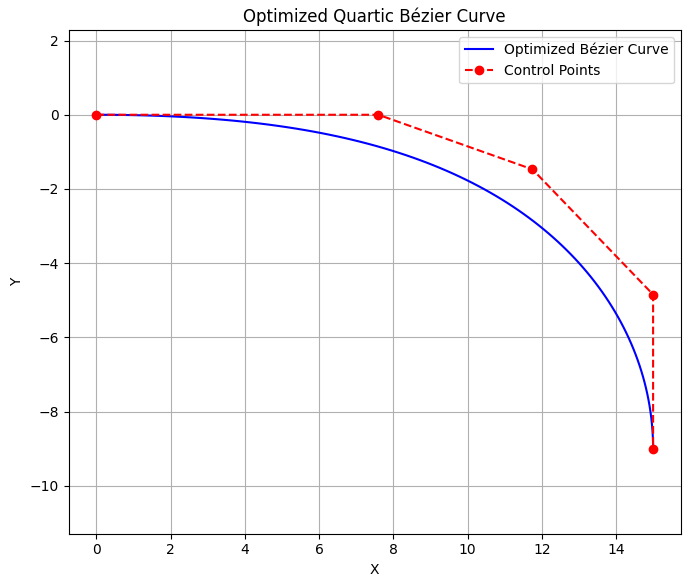 Optimized Quartic Bézier Curve
Optimized Bézier Curve
Control Points
2
0
−2
−4
−6
−8
−10
Y
0 2 4 6 8 10 12 14
X